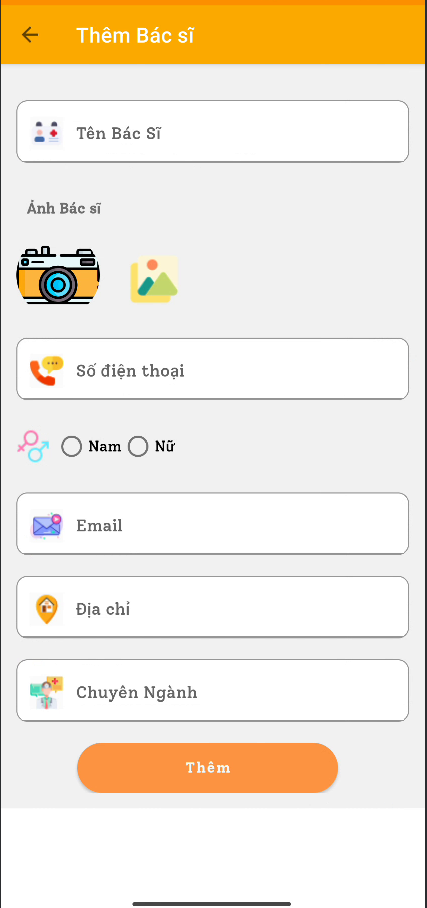 Thêm Bác sĩ
Tên Bác Sĩ
Ảnh Bác sĩ
Số điện thoại
Nam Nữ
Email
Địa chỉ
Chuyên Ngành
Thêm